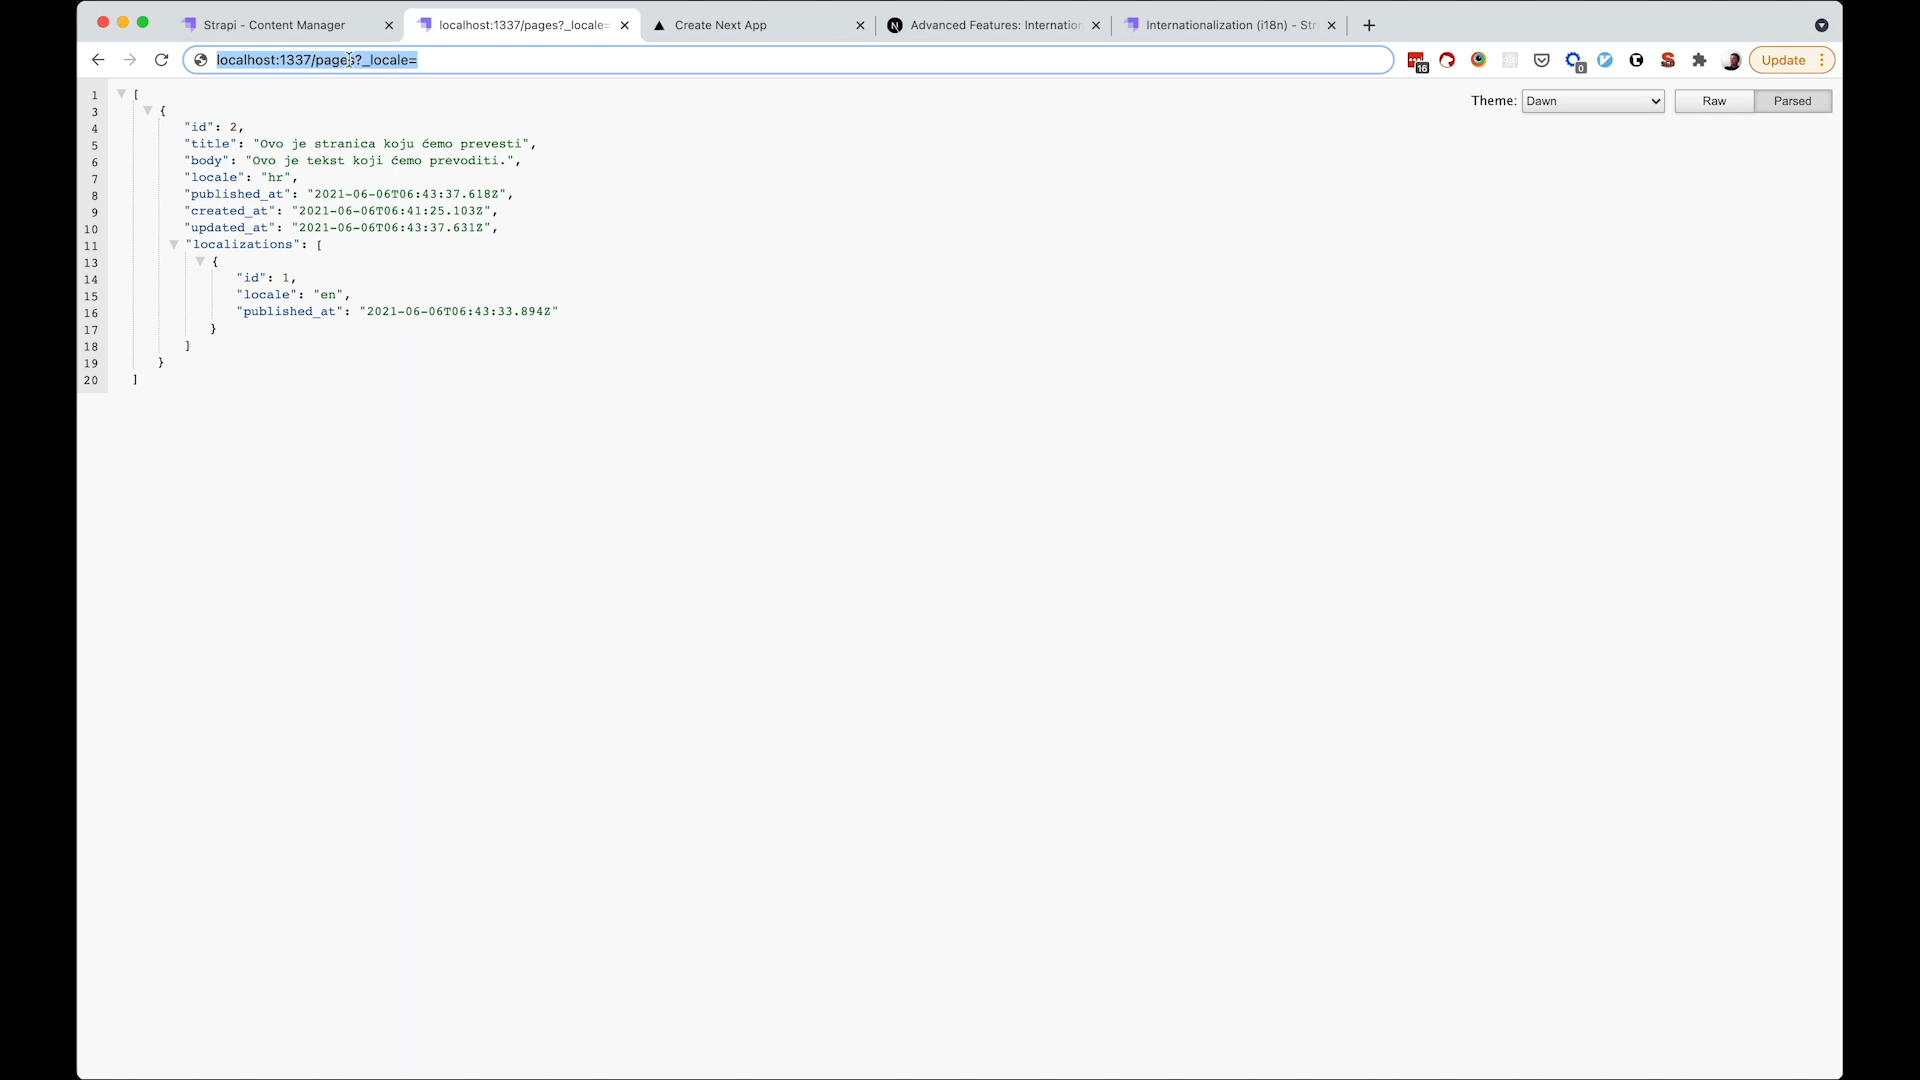 Strapi - Content Manager
localhost:1337/pages?_locale=
Create Next App
Advanced Features: Internation
Internationalization (i18n) - Str
localhost:1337/pages?_locale=
16
0
Update
Theme:
Dawn
Raw
Parsed
1 [
3 {
4 "id": 2,
5 "title": "Ovo je stranica koju ćemo prevesti",
6 "body": "Ovo je tekst koji ćemo prevoditi.",
7 "locale": "hr",
8 "published_at": "2021-06-06T06:43:37.618Z",
9 "created_at": "2021-06-06T06:41:25.103Z",
10 "updated_at": "2021-06-06T06:43:37.631Z",
11 "localizations": [
13 {
14 "id": 1,
15 "locale": "en",
16 "published_at": "2021-06-06T06:43:33.894Z"
17 }
18 ]
19 }
20 ]